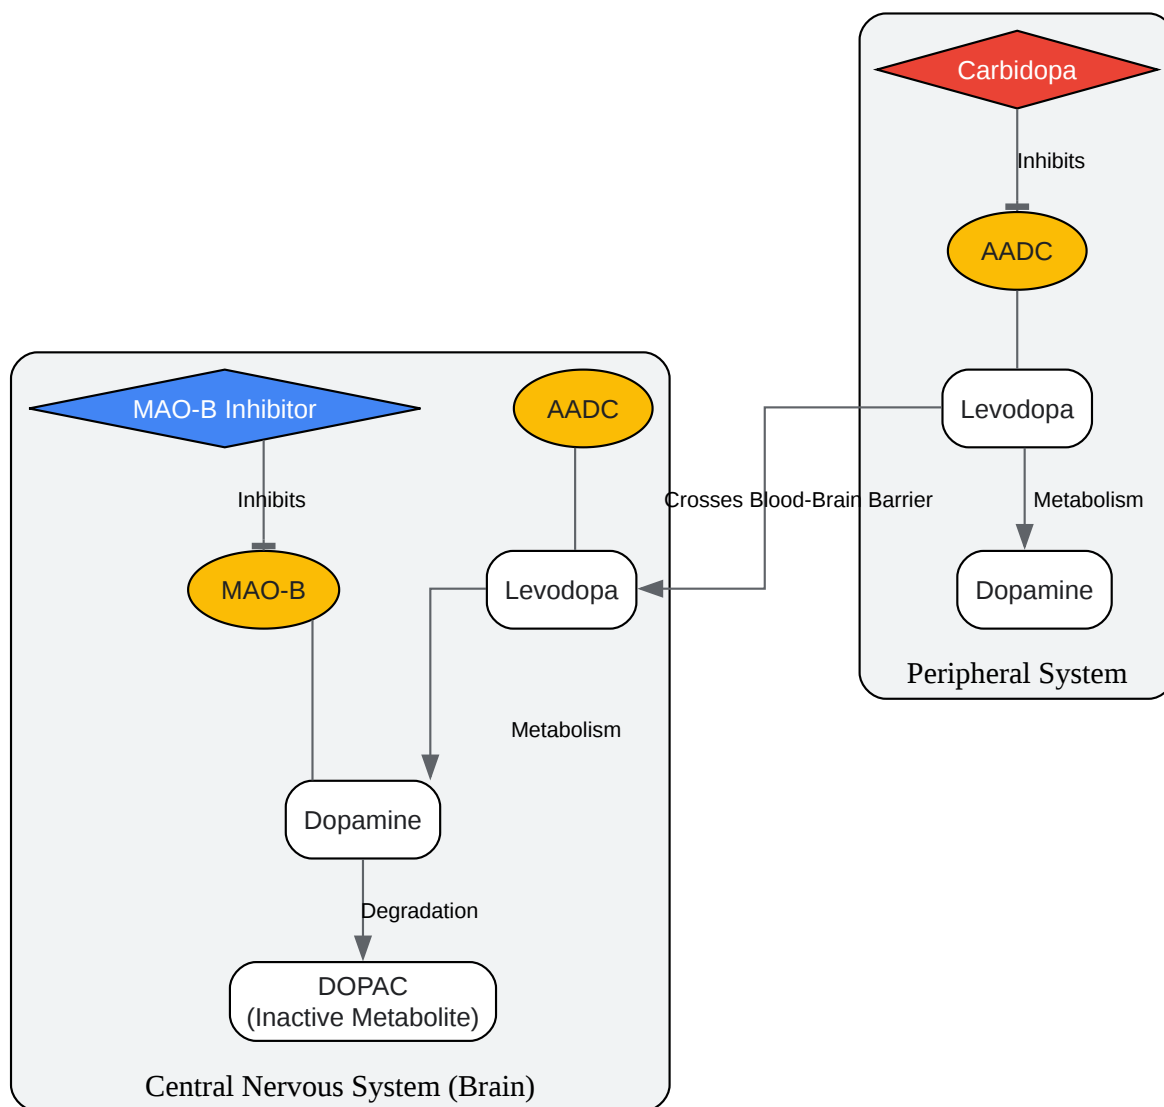 Carbidopa
Inhibits
AADC
Levodopa
Metabolism
Dopamine
Peripheral System
Crosses Blood-Brain Barrier
MAO-B Inhibitor
AADC
Inhibits
MAO-B
Levodopa
Metabolism
Dopamine
Degradation
DOPAC
(Inactive Metabolite)
Central Nervous System (Brain)